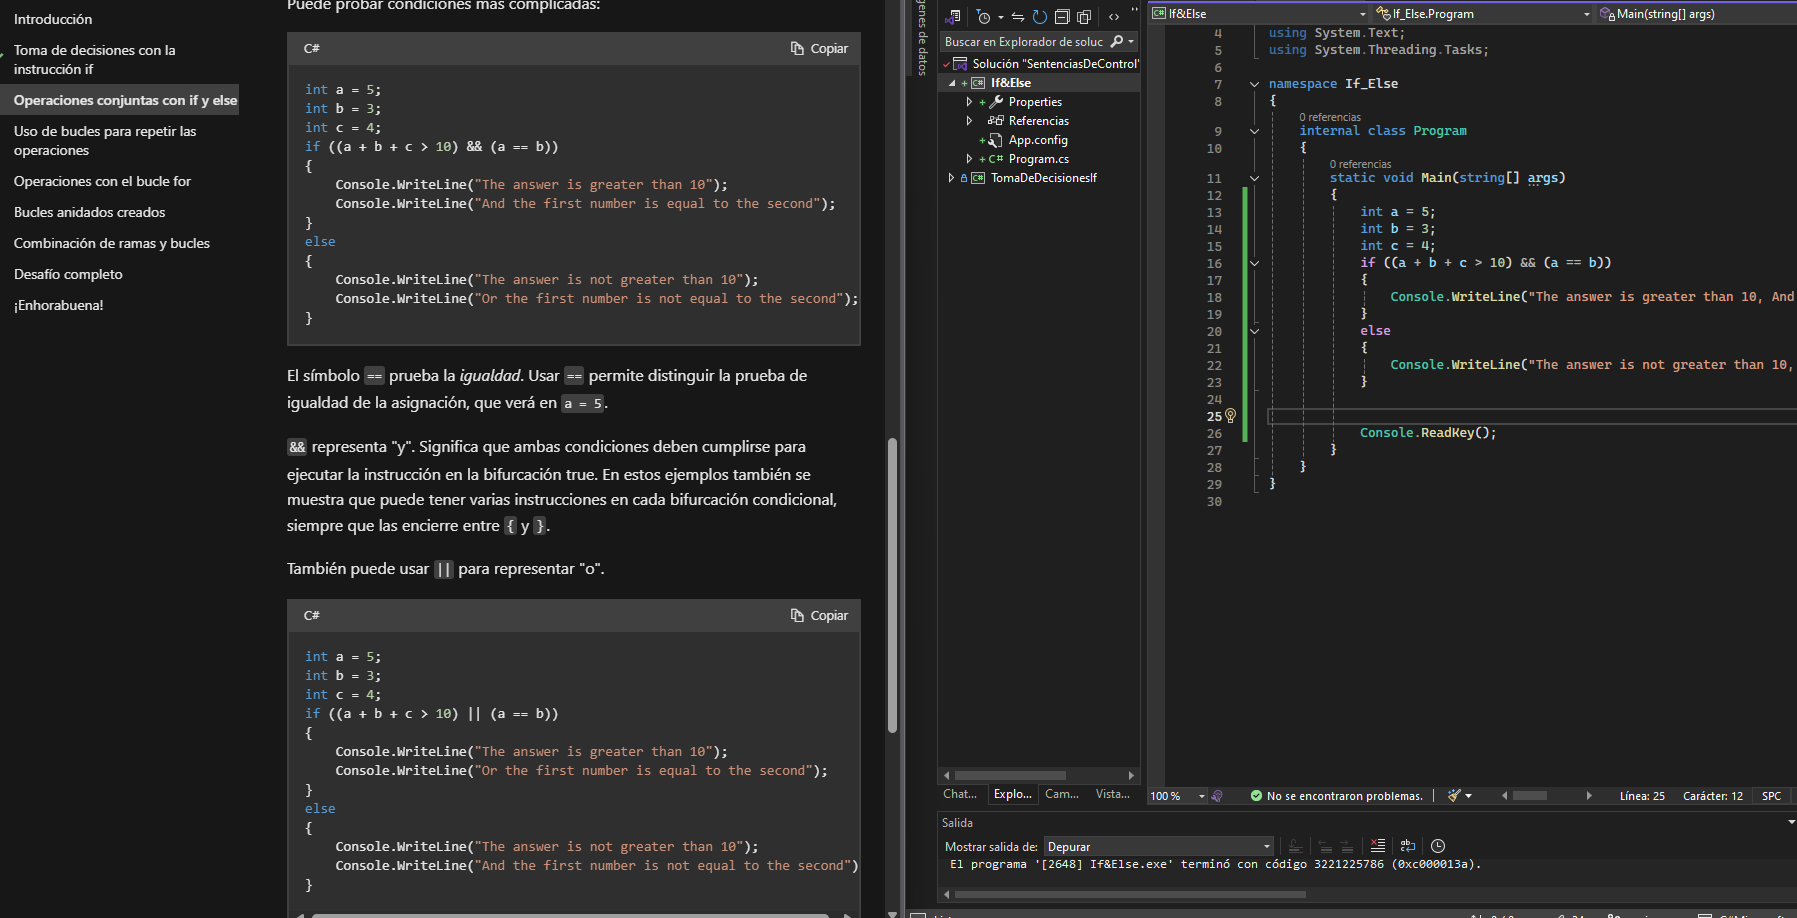 Introducción
Toma de decisiones con la
instrucción if
Operaciones conjuntas con if y else
Uso de bucles para repetir las
operaciones
Operaciones con el bucle for
Bucles anidados creados
Combinación de ramas y bucles
Desafío completo
¡Enhorabuena!
Puede probar condiciones más complicadas:
C#
Copiar
int a = 5;
int b = 3;
int c = 4;
if ((a + b + c > 10) && (a == b))
{
Console.WriteLine("The answer is greater than 10");
Console.WriteLine("And the first number is equal to the second");
}
else
{
Console.WriteLine("The answer is not greater than 10");
Console.WriteLine("Or the first number is not equal to the second");
}
El símbolo == prueba la igualdad. Usar == permite distinguir la prueba de
igualdad de la asignación, que verá en a = 5.
&& representa "y". Significa que ambas condiciones deben cumplirse para
ejecutar la instrucción en la bifurcación true. En estos ejemplos también se
muestra que puede tener varias instrucciones en cada bifurcación condicional,
siempre que las encierre entre { y }.
También puede usar || para representar "o".
C#
Copiar
int a = 5;
int b = 3;
int c = 4;
if ((a + b + c > 10) || (a == b))
{
Console.WriteLine("The answer is greater than 10");
Console.WriteLine("Or the first number is equal to the second");
}
else
{
Console.WriteLine("The answer is not greater than 10");
Console.WriteLine("And the first number is not equal to the second")
}
genes de datos
Buscar en Explorador de soluc
Solución "SentenciasDeControl"
If&Else
Properties
Referencias
App.config
C# Program.cs
TomaDeDecisionesIf
Chat...
Explo...
Cam...
Vista...
If&Else
If_Else.Program
Main(string[] args)
4 using System.Text;
5 using System.Threading.Tasks;
6
7 namespace If_Else
8 {
0 referencias
9 internal class Program
10 {
0 referencias
11 static void Main(string[] args)
12 {
13 int a = 5;
14 int b = 3;
15 int c = 4;
16 if ((a + b + c > 10) && (a == b))
17 {
18 Console.WriteLine("The answer is greater than 10, And
19 }
20 else
21 {
22 Console.WriteLine("The answer is not greater than 10,
23 }
24
25
26 Console.ReadKey();
27 }
28 }
29 }
30
100 %
No se encontraron problemas.
Línea: 25
Carácter: 12
SPC
Salida
Mostrar salida de: Depurar
El programa '[2648] If&Else.exe' terminó con código 3221225786 (0xc000013a).